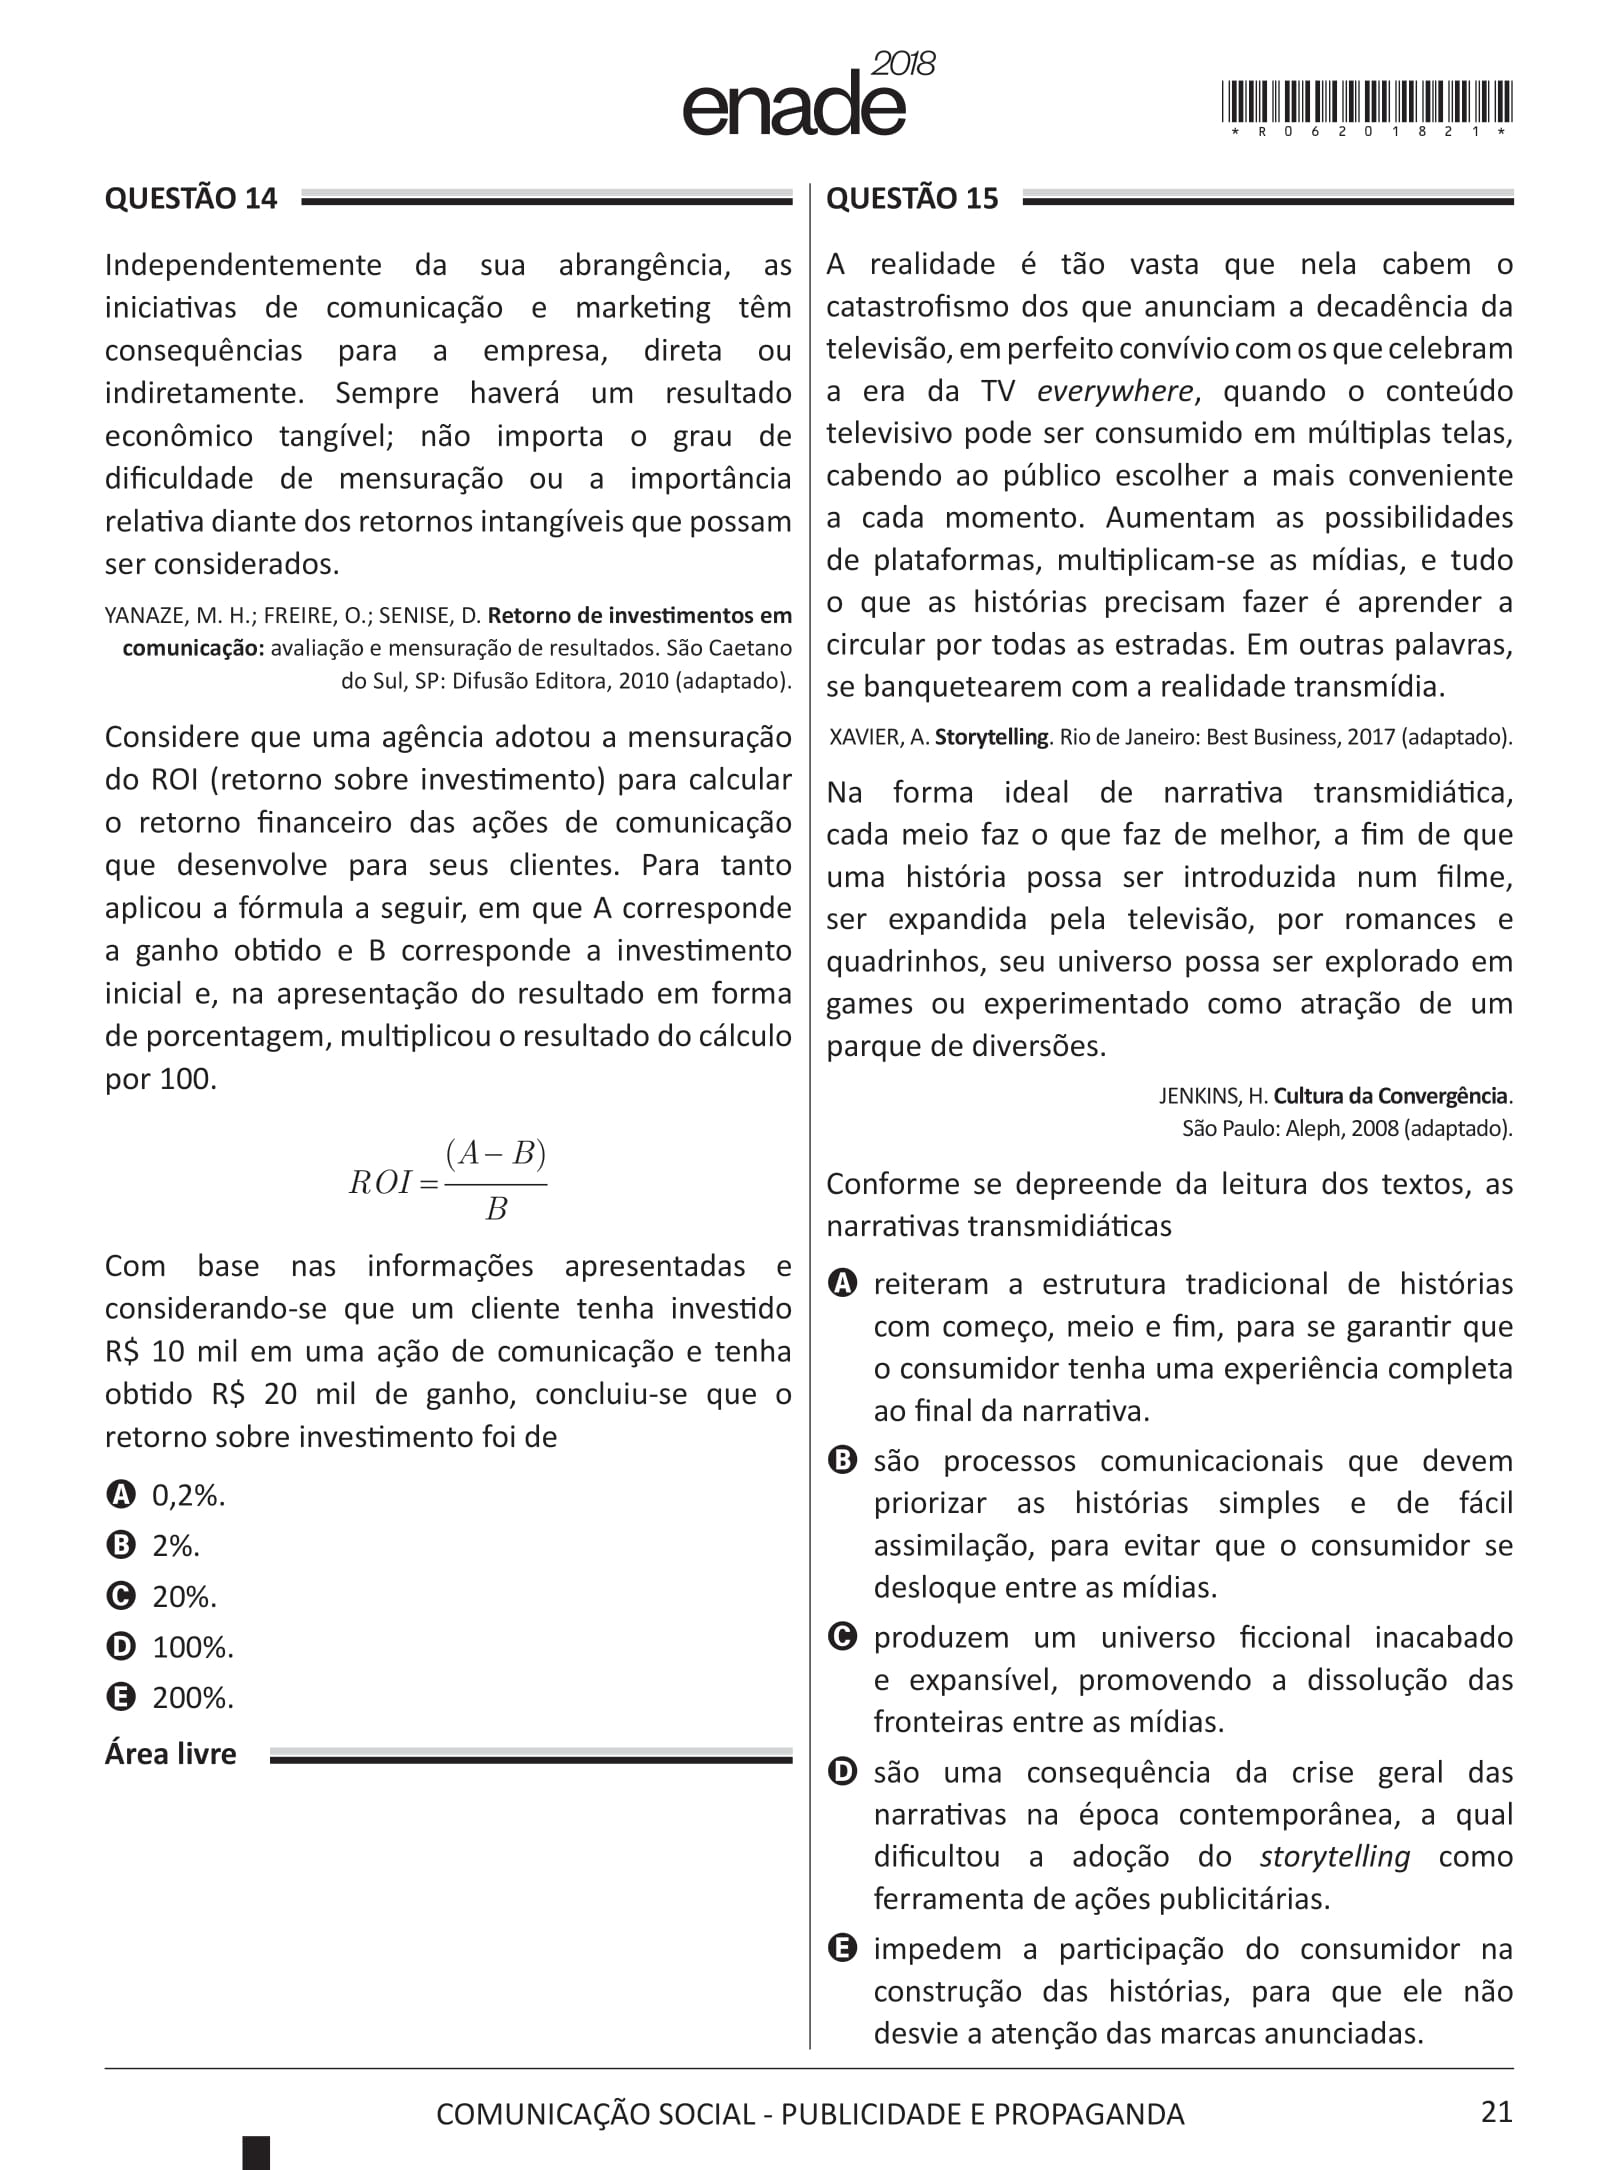 enade 2018
*R06201821*
QUESTÃO 14
Independentemente da sua abrangência, as
iniciativas de comunicação e marketing têm
consequências para a empresa, direta ou
indiretamente. Sempre haverá um resultado
econômico tangível; não importa o grau de
dificuldade de mensuração ou a importância
relativa diante dos retornos intangíveis que possam
ser considerados.
YANAZE, M. H.; FREIRE, O.; SENISE, D. Retorno de investimentos em
comunicação: avaliação e mensuração de resultados. São Caetano
do Sul, SP: Difusão Editora, 2010 (adaptado).
Considere que uma agência adotou a mensuração
do ROI (retorno sobre investimento) para calcular
o retorno financeiro das ações de comunicação
que desenvolve para seus clientes. Para tanto
aplicou a fórmula a seguir, em que A corresponde
a ganho obtido e B corresponde a investimento
inicial e, na apresentação do resultado em forma
de porcentagem, multiplicou o resultado do cálculo
por 100.
ROI = (A – B)
B
Com base nas informações apresentadas e
considerando-se que um cliente tenha investido
R$ 10 mil em uma ação de comunicação e tenha
obtido R$ 20 mil de ganho, concluiu-se que o
retorno sobre investimento foi de
A 0,2%.
B 2%.
C 20%.
D 100%.
E 200%.
Área livre
QUESTÃO 15
A realidade é tão vasta que nela cabem o
catastrofismo dos que anunciam a decadência da
televisão, em perfeito convívio com os que celebram
a era da TV everywhere, quando o conteúdo
televisivo pode ser consumido em múltiplas telas,
cabendo ao público escolher a mais conveniente
a cada momento. Aumentam as possibilidades
de plataformas, multiplicam-se as mídias, e tudo
o que as histórias precisam fazer é aprender a
circular por todas as estradas. Em outras palavras,
se banquetearem com a realidade transmídia.
XAVIER, A. Storytelling. Rio de Janeiro: Best Business, 2017 (adaptado).
Na forma ideal de narrativa transmidiática,
cada meio faz o que faz de melhor, a fim de que
uma história possa ser introduzida num filme,
ser expandida pela televisão, por romances e
quadrinhos, seu universo possa ser explorado em
games ou experimentado como atração de um
parque de diversões.
JENKINS, H. Cultura da Convergência.
São Paulo: Aleph, 2008 (adaptado).
Conforme se depreende da leitura dos textos, as
narrativas transmidiáticas
A reiteram a estrutura tradicional de histórias
com começo, meio e fim, para se garantir que
o consumidor tenha uma experiência completa
ao final da narrativa.
B são processos comunicacionais que devem
priorizar as histórias simples e de fácil
assimilação, para evitar que o consumidor se
desloque entre as mídias.
C produzem um universo ficcional inacabado
e expansível, promovendo a dissolução das
fronteiras entre as mídias.
D são uma consequência da crise geral das
narrativas na época contemporânea, a qual
dificultou a adoção do storytelling como
ferramenta de ações publicitárias.
E impedem a participação do consumidor na
construção das histórias, para que ele não
desvie a atenção das marcas anunciadas.
COMUNICAÇÃO SOCIAL - PUBLICIDADE E PROPAGANDA
21